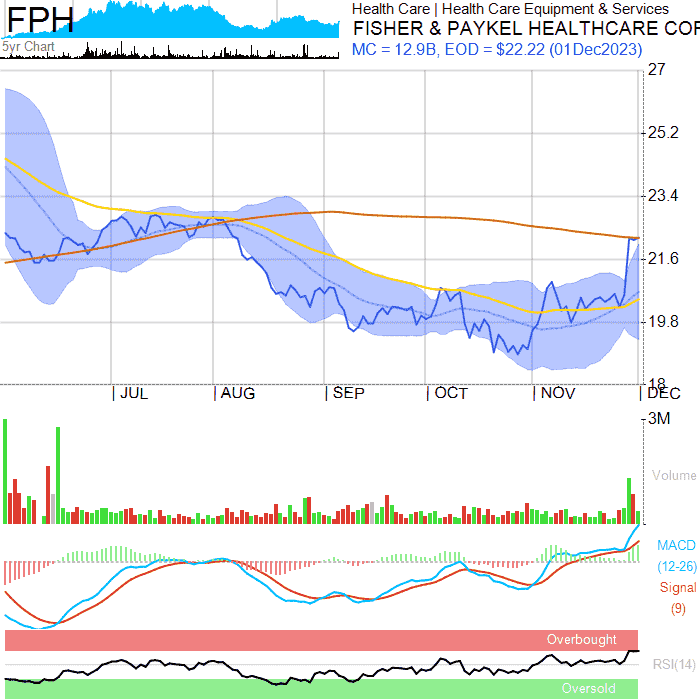 FPH
5yr Chart
Health Care | Health Care Equipment & Services
FISHER & PAYKEL HEALTHCARE COR
MC = 12.9B, EOD = $22.22 (01Dec2023)
27
25.2
23.4
21.6
19.8
18
JUL AUG SEP OCT NOV DEC
3M
Volume
MACD
(12-26)
Signal
(9)
Overbought
RSI(14)
Oversold